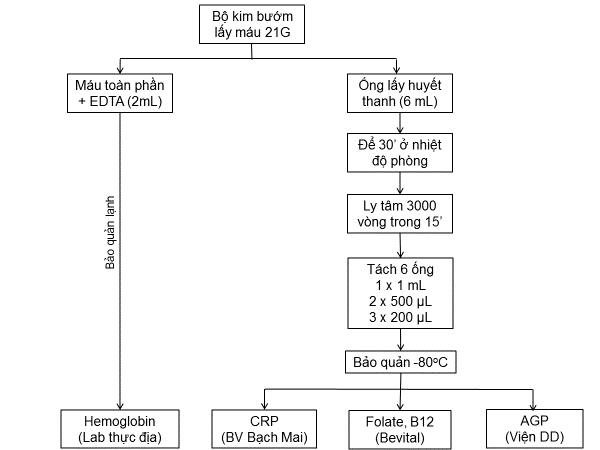 Bộ kim bướm
lấy máu 21G
Máu toàn phần
+ EDTA (2mL)
Ống lấy huyết
thanh (6 mL)
Để 30’ ở nhiệt
độ phòng
Bảo quản lạnh
Ly tâm 3000
vòng trong 15’
Tách 6 ống
1 x 1 mL
2 x 500 µL
3 x 200 µL
Bảo quản -80ºC
Hemoglobin
(Lab thực địa)
CRP
(BV Bạch Mai)
Folate, B12
(Bevital)
AGP
(Viện DD)